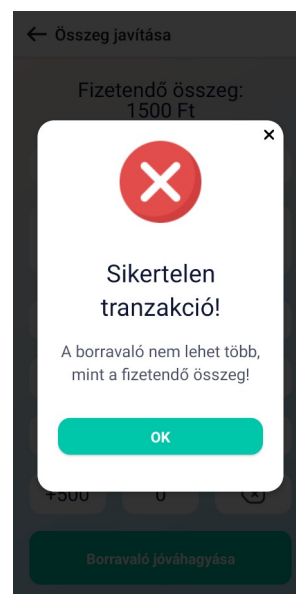 Összeg javítása
Fizetendő összeg:
1500 Ft
Sikertelen
tranzakció!
A borravaló nem lehet több,
mint a fizetendő összeg!
OK
+500 0
Borravaló jóváhagyása